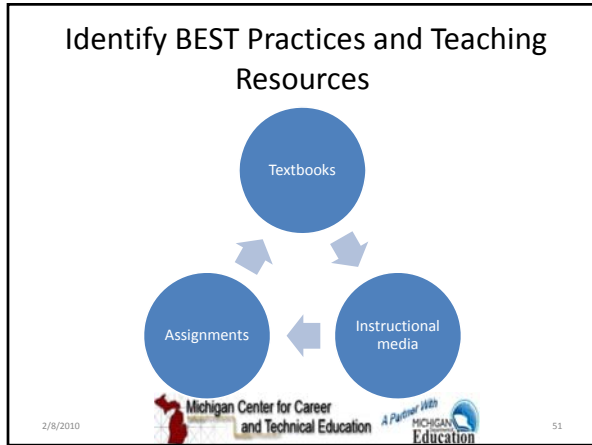 Identify BEST Practices and Teaching
Resources
Textbooks
Assignments
Instructional
media
2/8/2010
Michigan Center for Career
and Technical Education
A Partner With
MICHIGAN
Education
51